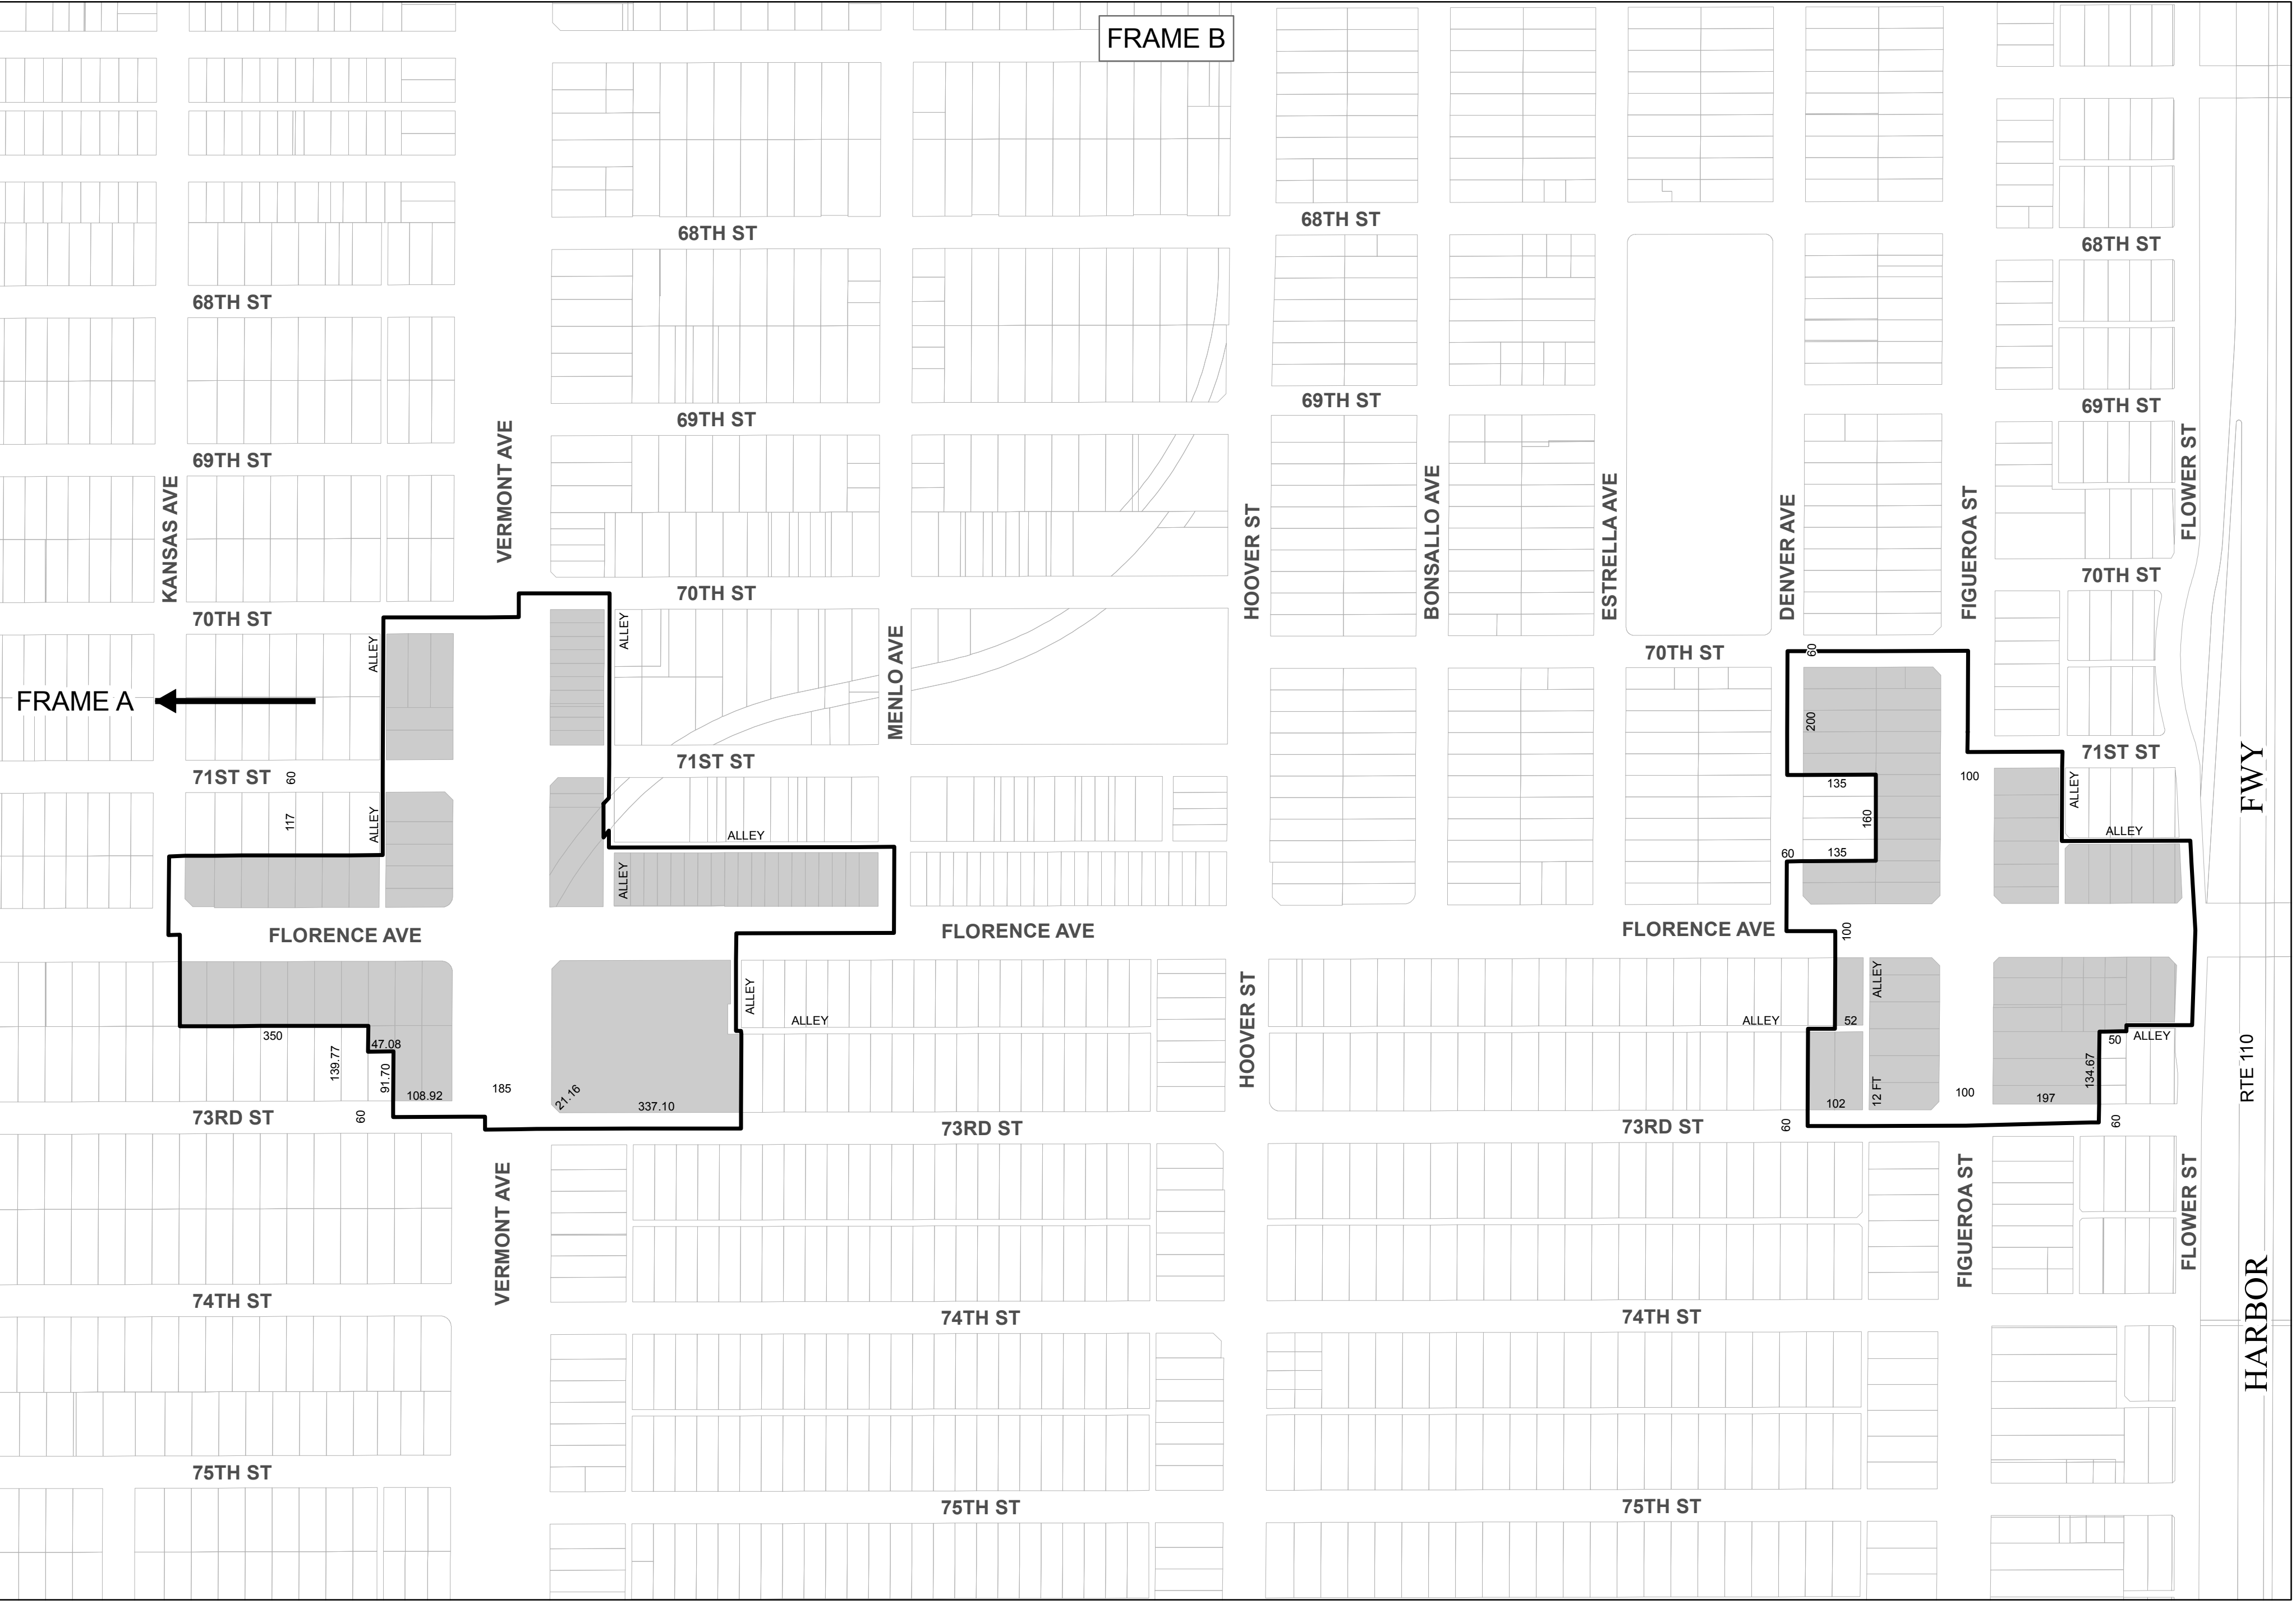 FRAME B
68TH ST
68TH ST
68TH ST
68TH ST
69TH ST
69TH ST
69TH ST
69TH ST
KANSAS AVE
VERMONT AVE
HOOVER ST
BONSALLO AVE
ESTRELLA AVE
DENVER AVE
FIGUEROA ST
FLOWER ST
70TH ST
70TH ST
70TH ST
70TH ST
ALLEY
ALLEY
MENLO AVE
60
FRAME A
200
71ST ST
60
71ST ST
71ST ST
100
135
ALLEY
FWY
117
ALLEY
ALLEY
160
ALLEY
60
135
ALLEY
FLORENCE AVE
FLORENCE AVE
FLORENCE AVE
100
ALLEY
ALLEY
ALLEY
HOOVER ST
ALLEY
52
ALLEY
350
47.08
139.77
91.70
108.92
185
21.16
337.10
102
12 FT
100
197
134.67
50
RTE 110
73RD ST
60
73RD ST
73RD ST
60
60
VERMONT AVE
FIGUEROA ST
FLOWER ST
HARBOR
74TH ST
74TH ST
74TH ST
75TH ST
75TH ST
75TH ST